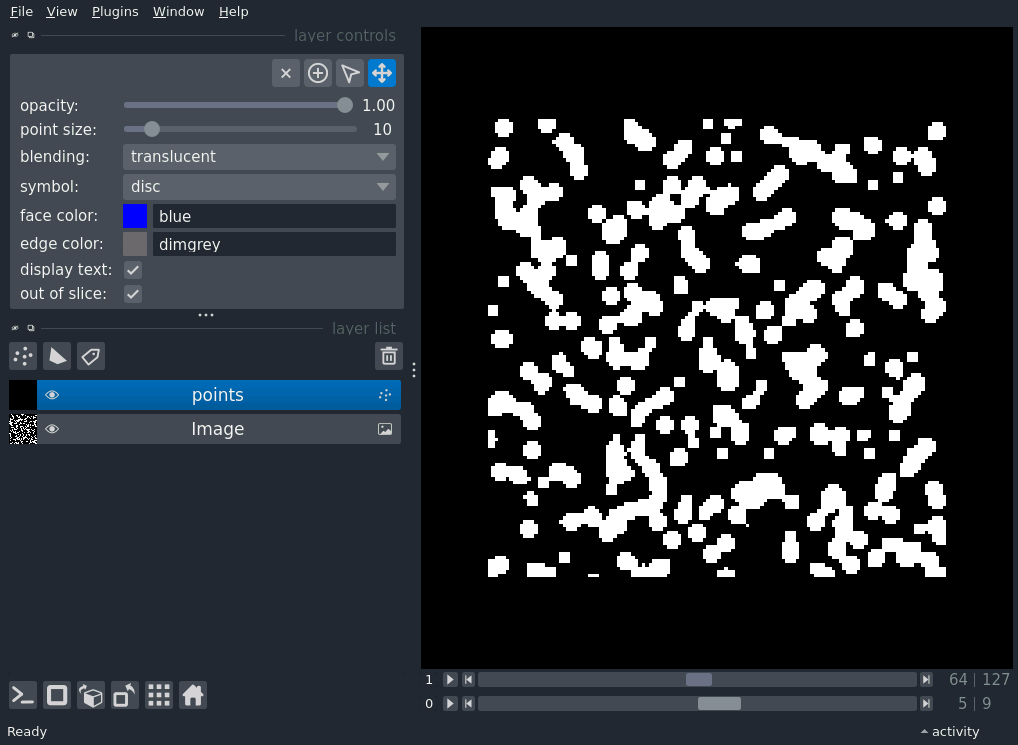 File View Plugins Window Help
layer controls
opacity: 1.00
point size: 10
blending: translucent
symbol: disc
face color: blue
edge color: dimgrey
display text:
out of slice:
layer list
points
Image
1 64 | 127
0 5 | 9
Ready activity